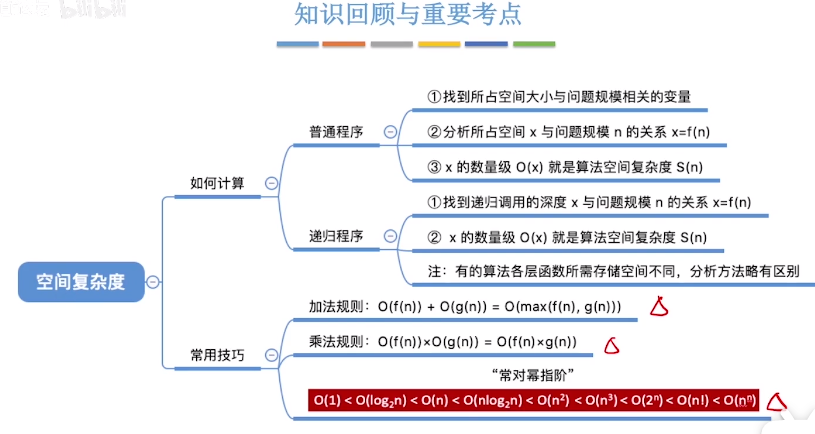 bilibili
知识回顾与重要考点
①找到所占空间大小与问题规模相关的变量
普通程序
②分析所占空间 x 与问题规模 n 的关系 x=f(n)
③ x 的数量级 O(x) 就是算法空间复杂度 S(n)
如何计算
①找到递归调用的深度 x 与问题规模 n 的关系 x=f(n)
递归程序
② x 的数量级 O(x) 就是算法空间复杂度 S(n)
注：有的算法各层函数所需存储空间不同，分析方法略有区别
空间复杂度
加法规则：O(f(n)) + O(g(n)) = O(max(f(n), g(n)))
常用技巧
乘法规则：O(f(n))×O(g(n)) = O(f(n)×g(n))
“常对幂指阶”
O(1) < O(log₂n) < O(n) < O(nlog₂n) < O(n²) < O(n³) < O(2ⁿ) < O(n!) < O(nⁿ)